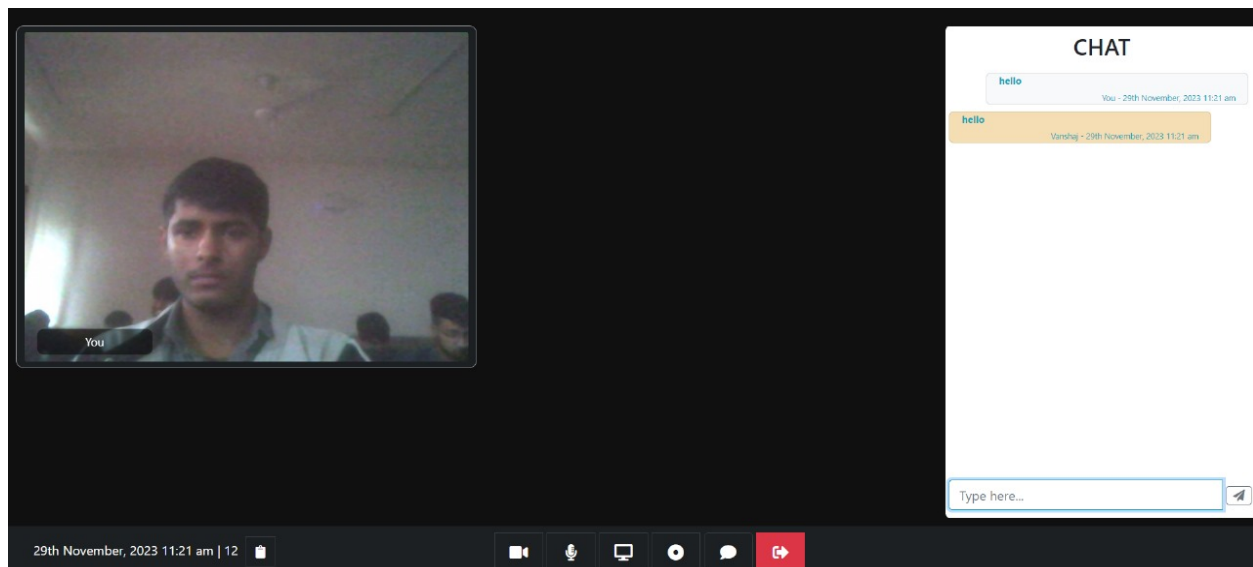 CHAT
hello
You - 29th November, 2023 11:21 am
hello
Vanshaj - 29th November, 2023 11:21 am
You
Type here...
29th November, 2023 11:21 am | 12